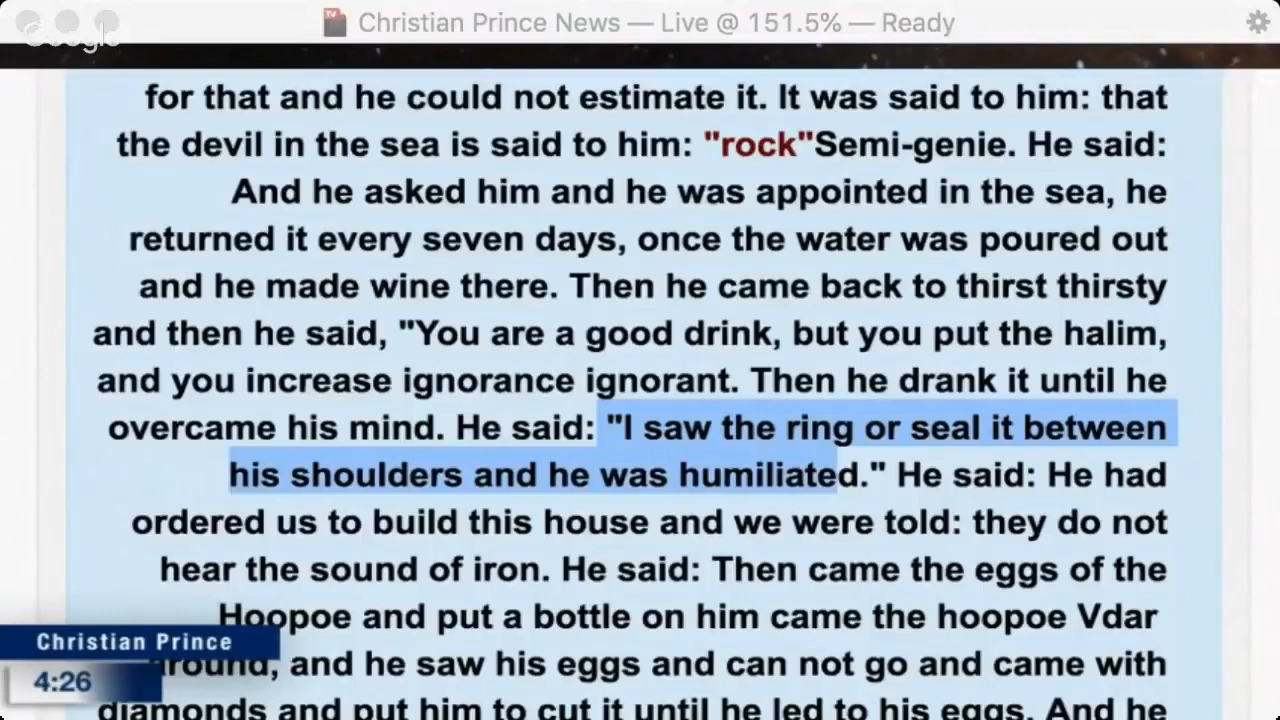 Christian Prince News — Live @ 151.5% — Ready
Google
for that and he could not estimate it. It was said to him: that
the devil in the sea is said to him: "rock"Semi-genie. He said:
And he asked him and he was appointed in the sea, he
returned it every seven days, once the water was poured out
and he made wine there. Then he came back to thirst thirsty
and then he said, "You are a good drink, but you put the halim,
and you increase ignorance ignorant. Then he drank it until he
overcame his mind. He said: "I saw the ring or seal it between
his shoulders and he was humiliated." He said: He had
ordered us to build this house and we were told: they do not
hear the sound of iron. He said: Then came the eggs of the
Hoopoe and put a bottle on him came the hoopoe Vdar
around, and he saw his eggs and can not go and came with
diamonds and put him to cut it until he led to his eggs. And he
Christian Prince
4:26